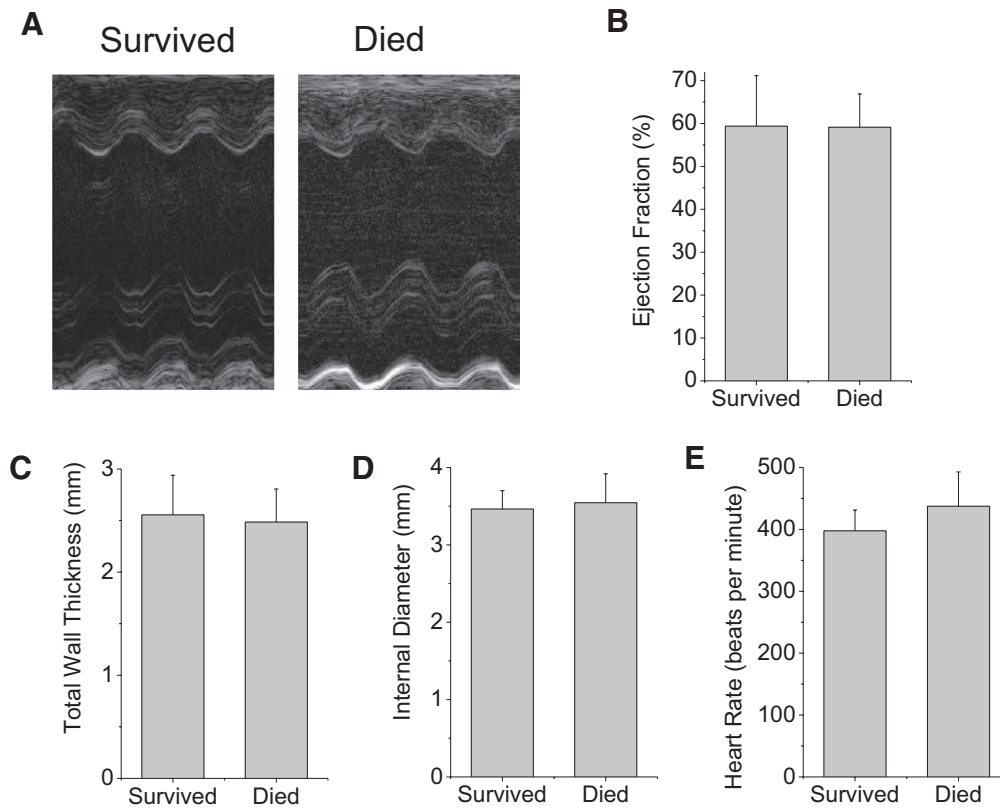 A
Survived Died
B
Ejection Fraction (%)
70
60
50
40
30
20
10
0
Survived Died
C
Total Wall Thickness (mm)
3
2
1
0
Survived Died
D
Internal Diameter (mm)
4
3
2
1
0
Survived Died
E
Heart Rate (beats per minute)
500
400
300
200
100
0
Survived Died